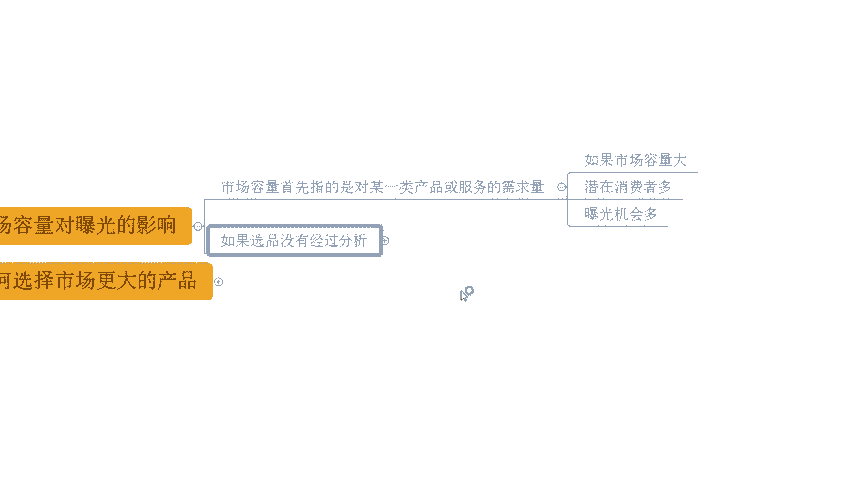 场容量对曝光的影响
市场容量首先指的是对某一类产品或服务的需求量
如果市场容量大
潜在消费者多
曝光机会多
如果选品没有经过分析
何选择市场更大的产品